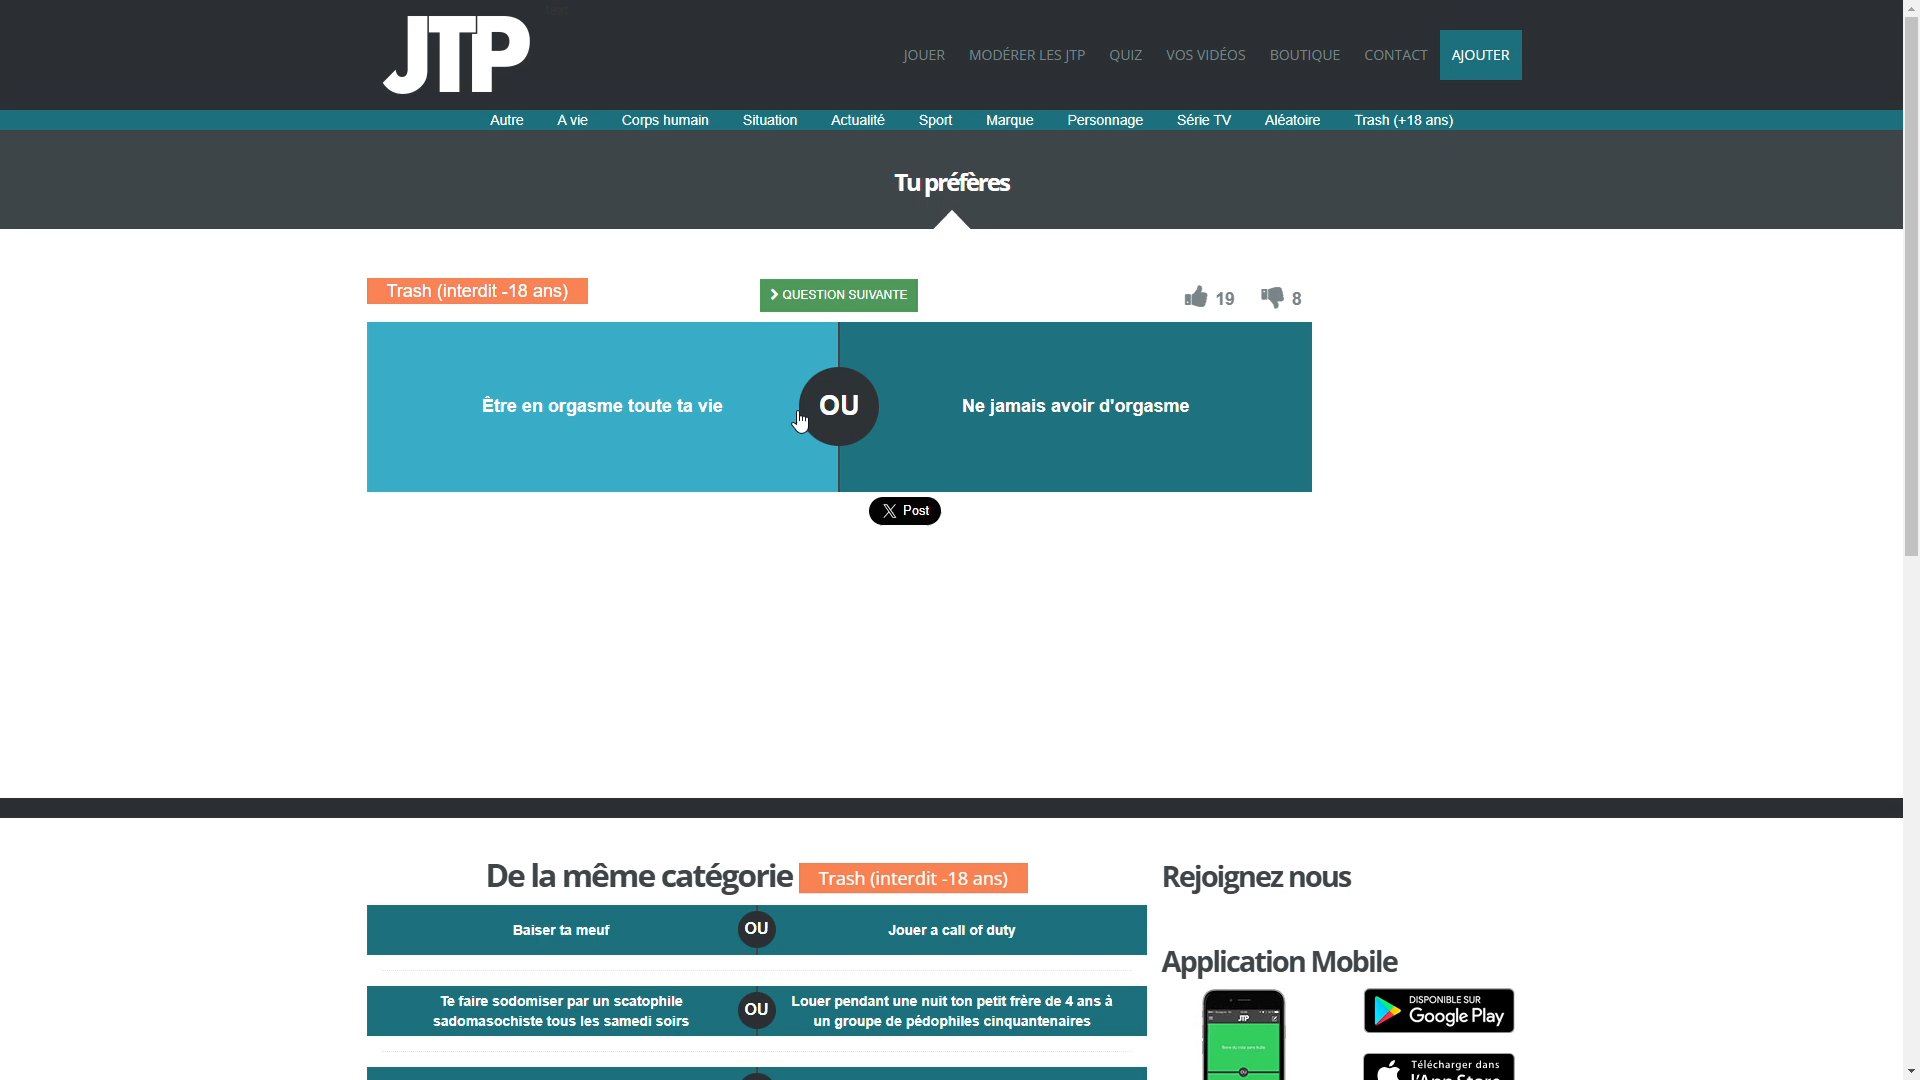 JTP
JOUER
MODÉRER LES JTP
QUIZ
VOS VIDÉOS
BOUTIQUE
CONTACT
AJOUTER
Autre
A vie
Corps humain
Situation
Actualité
Sport
Marque
Personnage
Série TV
Aléatoire
Trash (+18 ans)
Tu préfères
Trash (interdit -18 ans)
QUESTION SUIVANTE
19
8
Être en orgasme toute ta vie
OU
Ne jamais avoir d'orgasme
Post
De la même catégorie
Trash (interdit -18 ans)
Baiser ta meuf
OU
Jouer a call of duty
Te faire sodomiser par un scatophile
sadomasochiste tous les samedi soirs
OU
Louer pendant une nuit ton petit frère de 4 ans à
un groupe de pédophiles cinquantenaires
Rejoignez nous
Application Mobile
JTP
DISPONIBLE SUR
Google Play
Télécharger dans
l'App Store